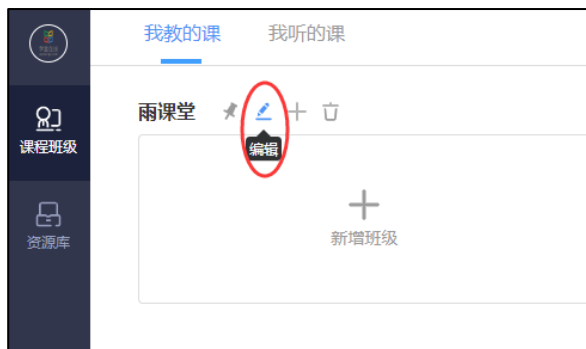 我教的课 我听的课
课程班级
雨课堂
编辑
新增班级
资源库